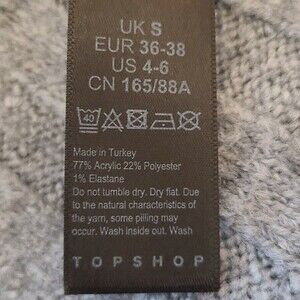 UK S
EUR 36-38
US 4-6
CN 165/88A
40
Made in Turkey
77% Acrylic 22% Polyester
1% Elastane
Do not tumble dry. Dry flat. Due
to the natural characteristics of
the yarn, some pilling may
occur. Wash Inside out. Wash
TOPSHOP